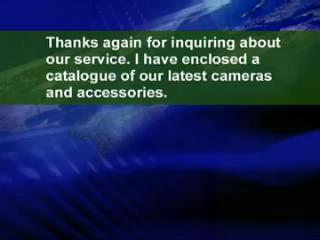 Thanks again for inquiring about
our service. I have enclosed a
catalogue of our latest cameras
and accessories.